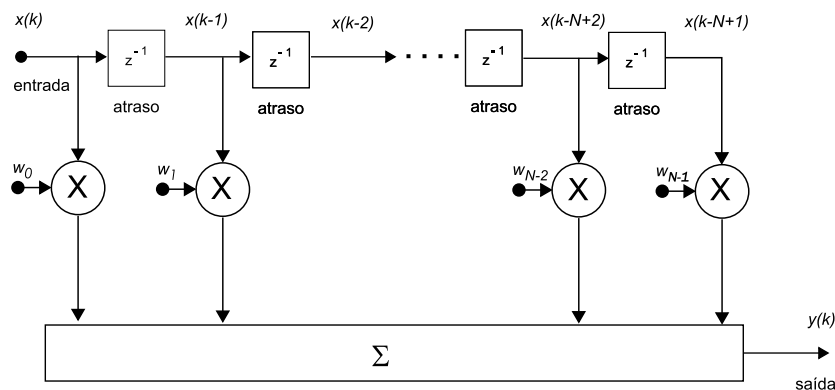 x(k) x(k-1) x(k-2) x(k-N+2) x(k-N+1)
z⁻¹ z⁻¹ z⁻¹ z⁻¹
entrada
atraso atraso atraso atraso
w₀ w₁ w_{N-2} w_{N-1}
X X X X
y(k)
Σ
saída